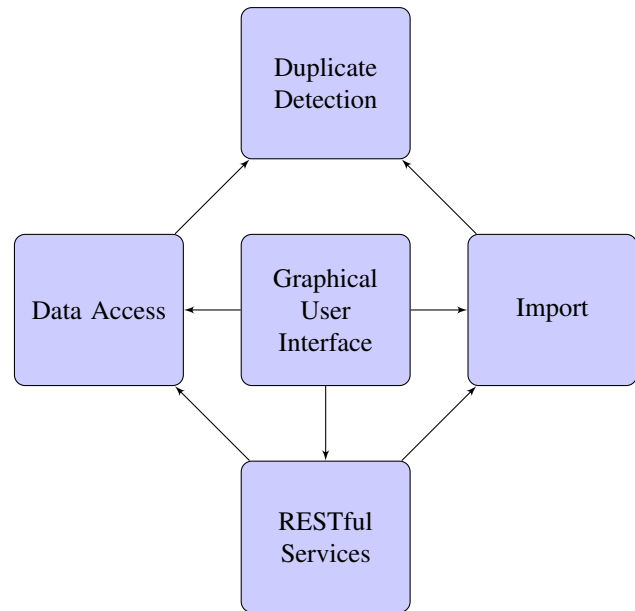 Duplicate
Detection
Data Access
Graphical
User
Interface
Import
RESTful
Services